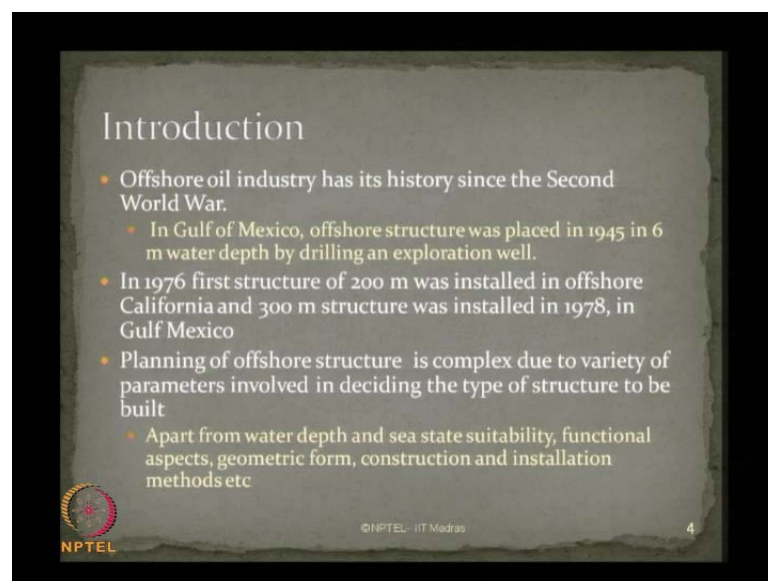 Introduction
Offshore oil industry has its history since the Second
World War.
In Gulf of Mexico, offshore structure was placed in 1945 in 6
m water depth by drilling an exploration well.
In 1976 first structure of 200 m was installed in offshore
California and 300 m structure was installed in 1978, in
Gulf Mexico
Planning of offshore structure is complex due to variety of
parameters involved in deciding the type of structure to be
built
Apart from water depth and sea state suitability, functional
aspects, geometric form, construction and installation
methods etc
©NPTEL- IIT Madras
4
NPTEL